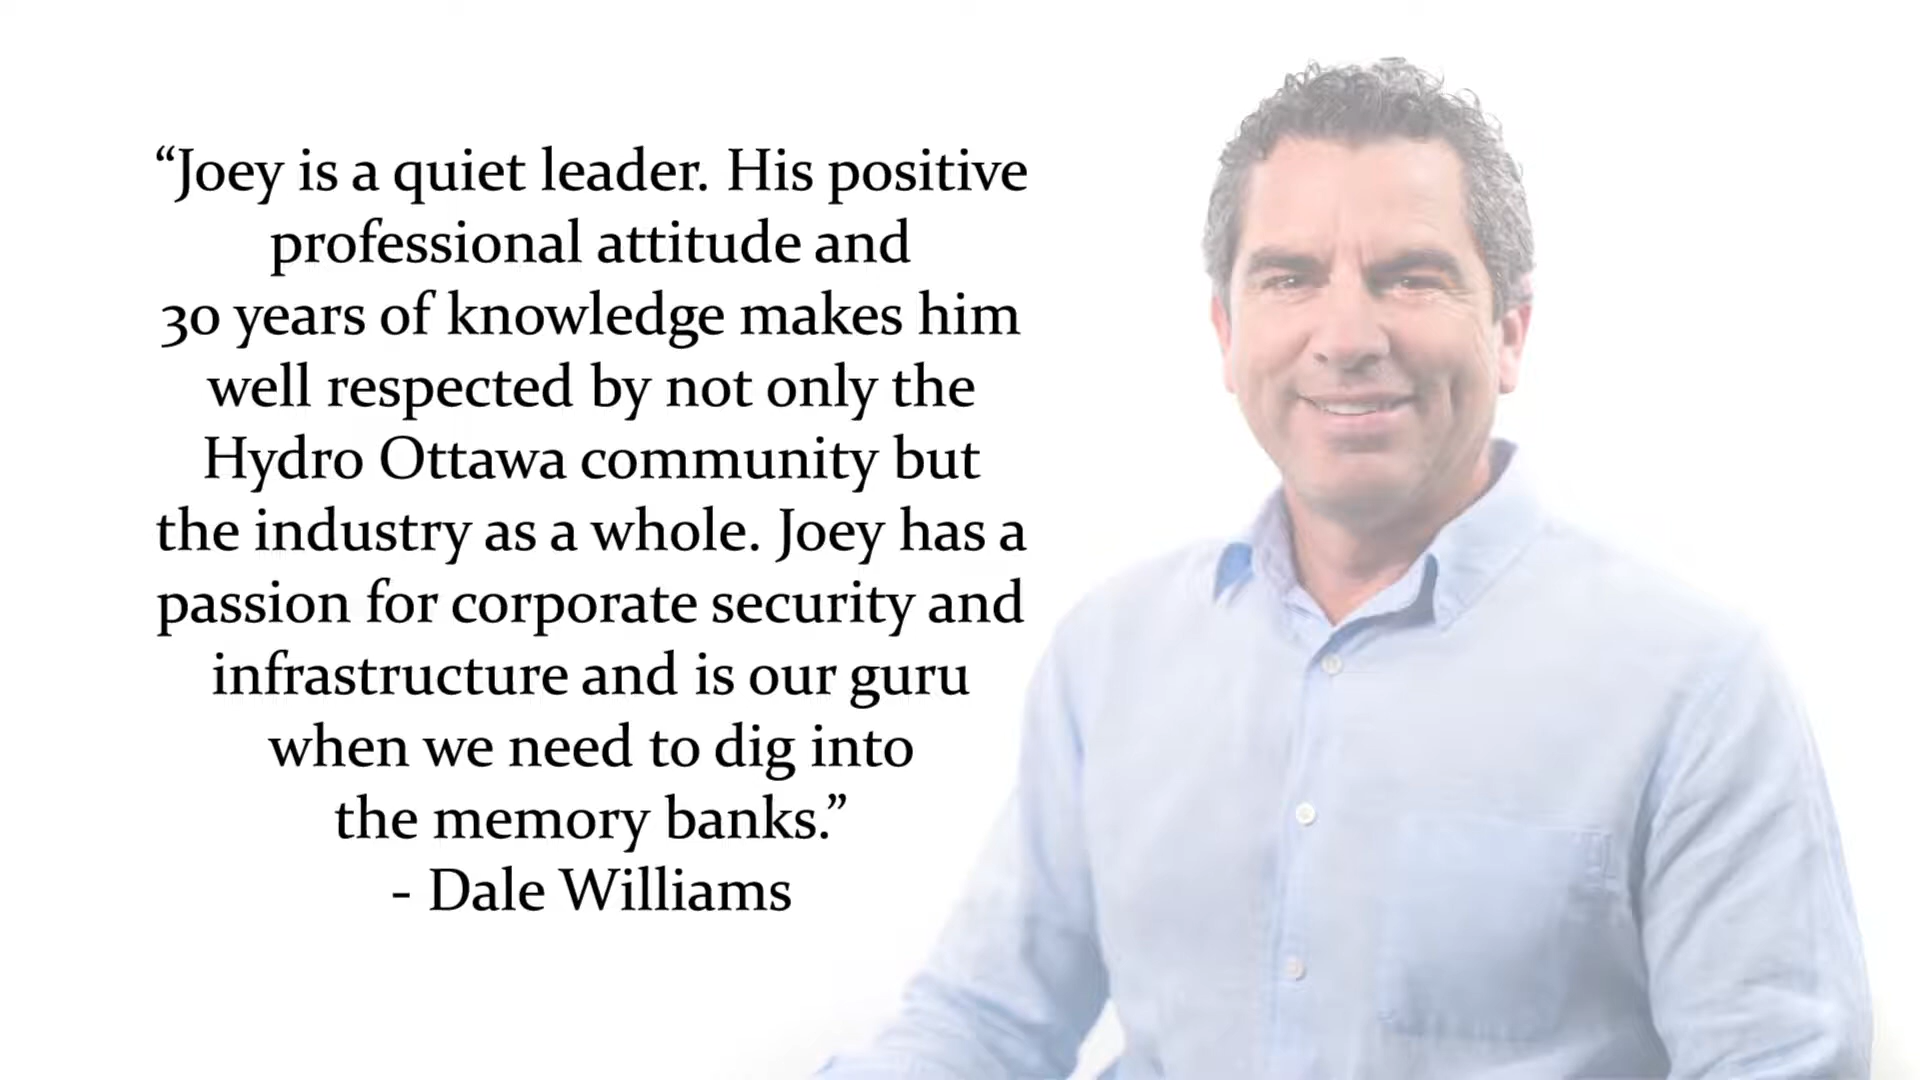 “Joey is a quiet leader. His positive
professional attitude and
30 years of knowledge makes him
well respected by not only the
Hydro Ottawa community but
the industry as a whole. Joey has a
passion for corporate security and
infrastructure and is our guru
when we need to dig into
the memory banks.”
- Dale Williams